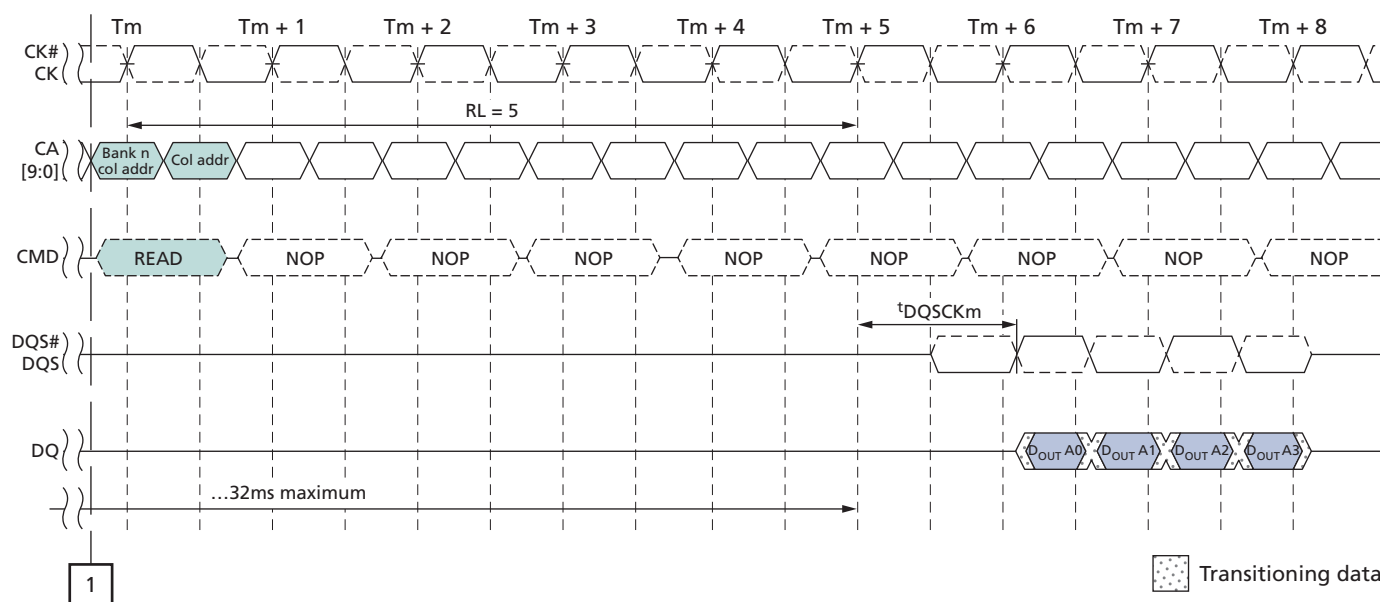 Tm Tm + 1 Tm + 2 Tm + 3 Tm + 4 Tm + 5 Tm + 6 Tm + 7 Tm + 8
CK#
CK
RL = 5
CA
[9:0]
Bank n
col addr
Col addr
CMD READ NOP NOP NOP NOP NOP NOP NOP NOP
tDQSCKm
DQS#
DQS
DQ DOUT A0 DOUT A1 DOUT A2 DOUT A3
...32ms maximum
1
Transitioning data